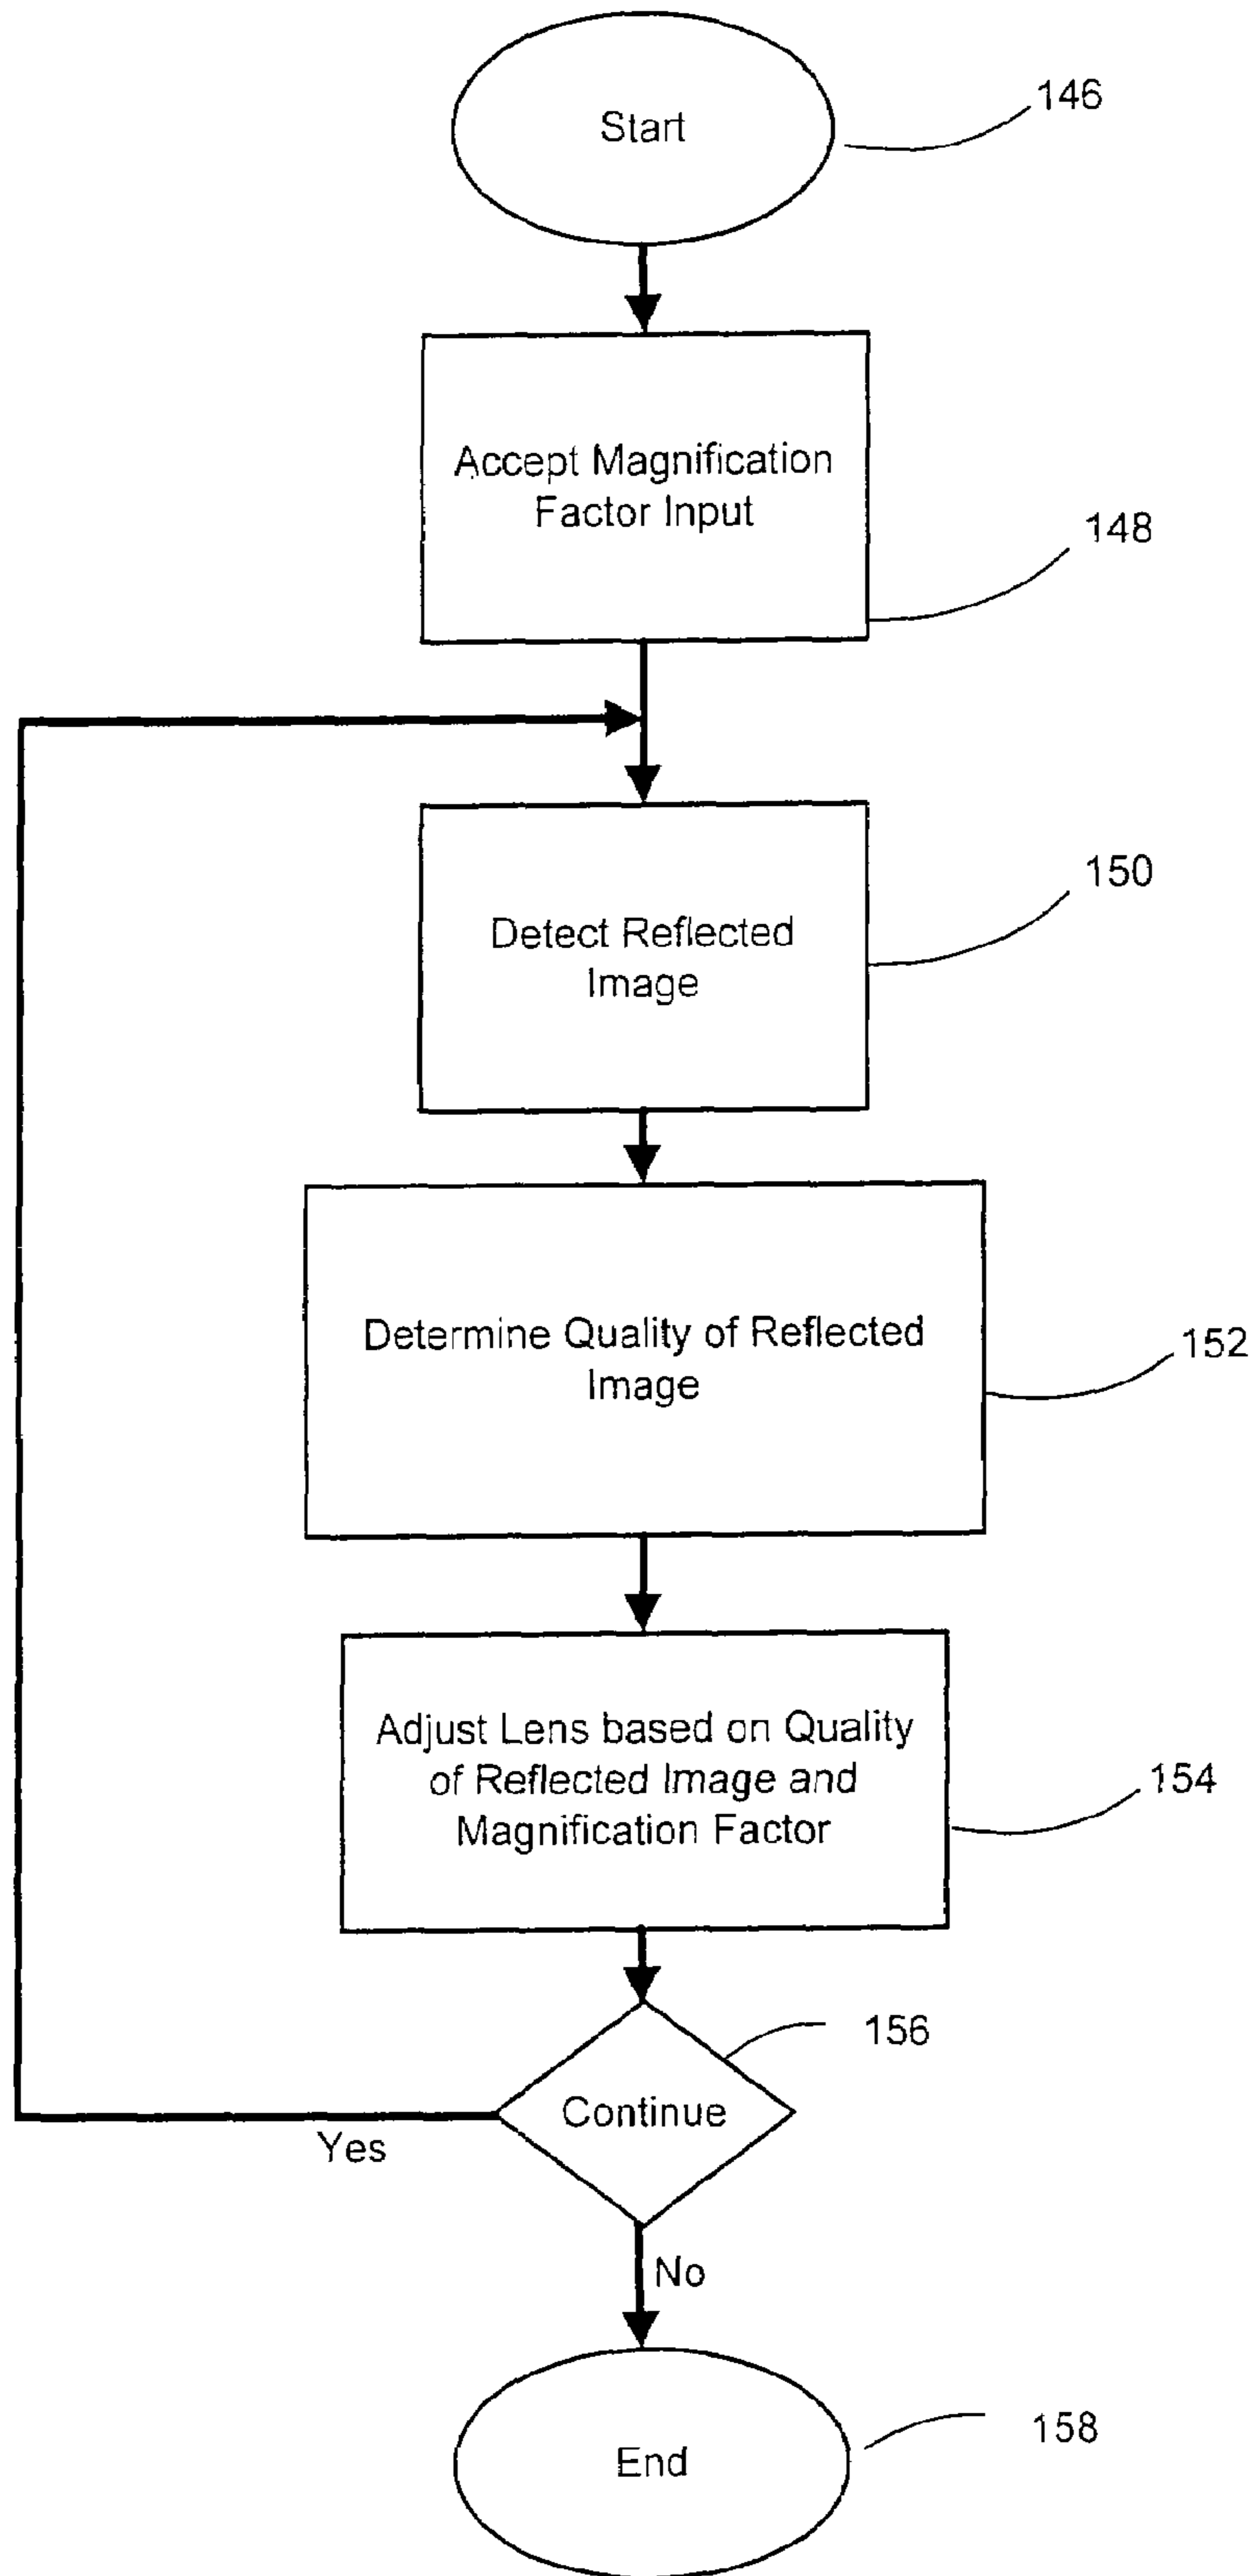 Start
146
Accept Magnification
Factor Input
148
150
Detect Reflected
Image
Determine Quality of Reflected
Image
152
Adjust Lens based on Quality
of Reflected Image and
Magnification Factor
154
156
Continue
Yes
No
158
End